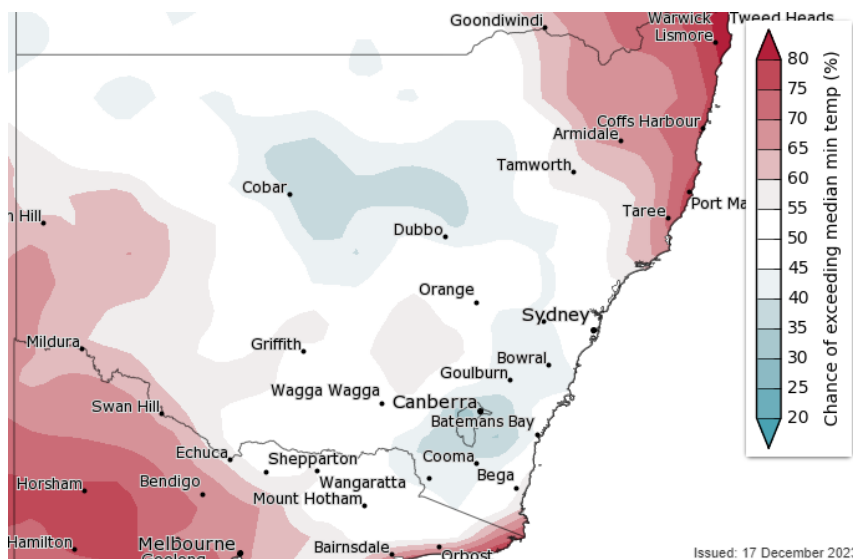 Goondiwindi
Warwick
Tweed Heads
Lismore
Coffs Harbour
Armidale
Tamworth
Cobar
Port Ma
Taree
n Hill
Dubbo
Orange
Sydney
Mildura
Griffith
Bowral
Goulburn
Wagga Wagga
Canberra
Swan Hill
Batemans Bay
Echuca
Shepparton
Cooma
Horsham
Bendigo
Wangaratta
Bega
Mount Hotham
Hamilton
Melbourne
Geelong
Bairnsdale
Orbost
80
75
70
65
60
55
50
45
40
35
30
25
20
Chance of exceeding median min temp (%)
Issued: 17 December 202